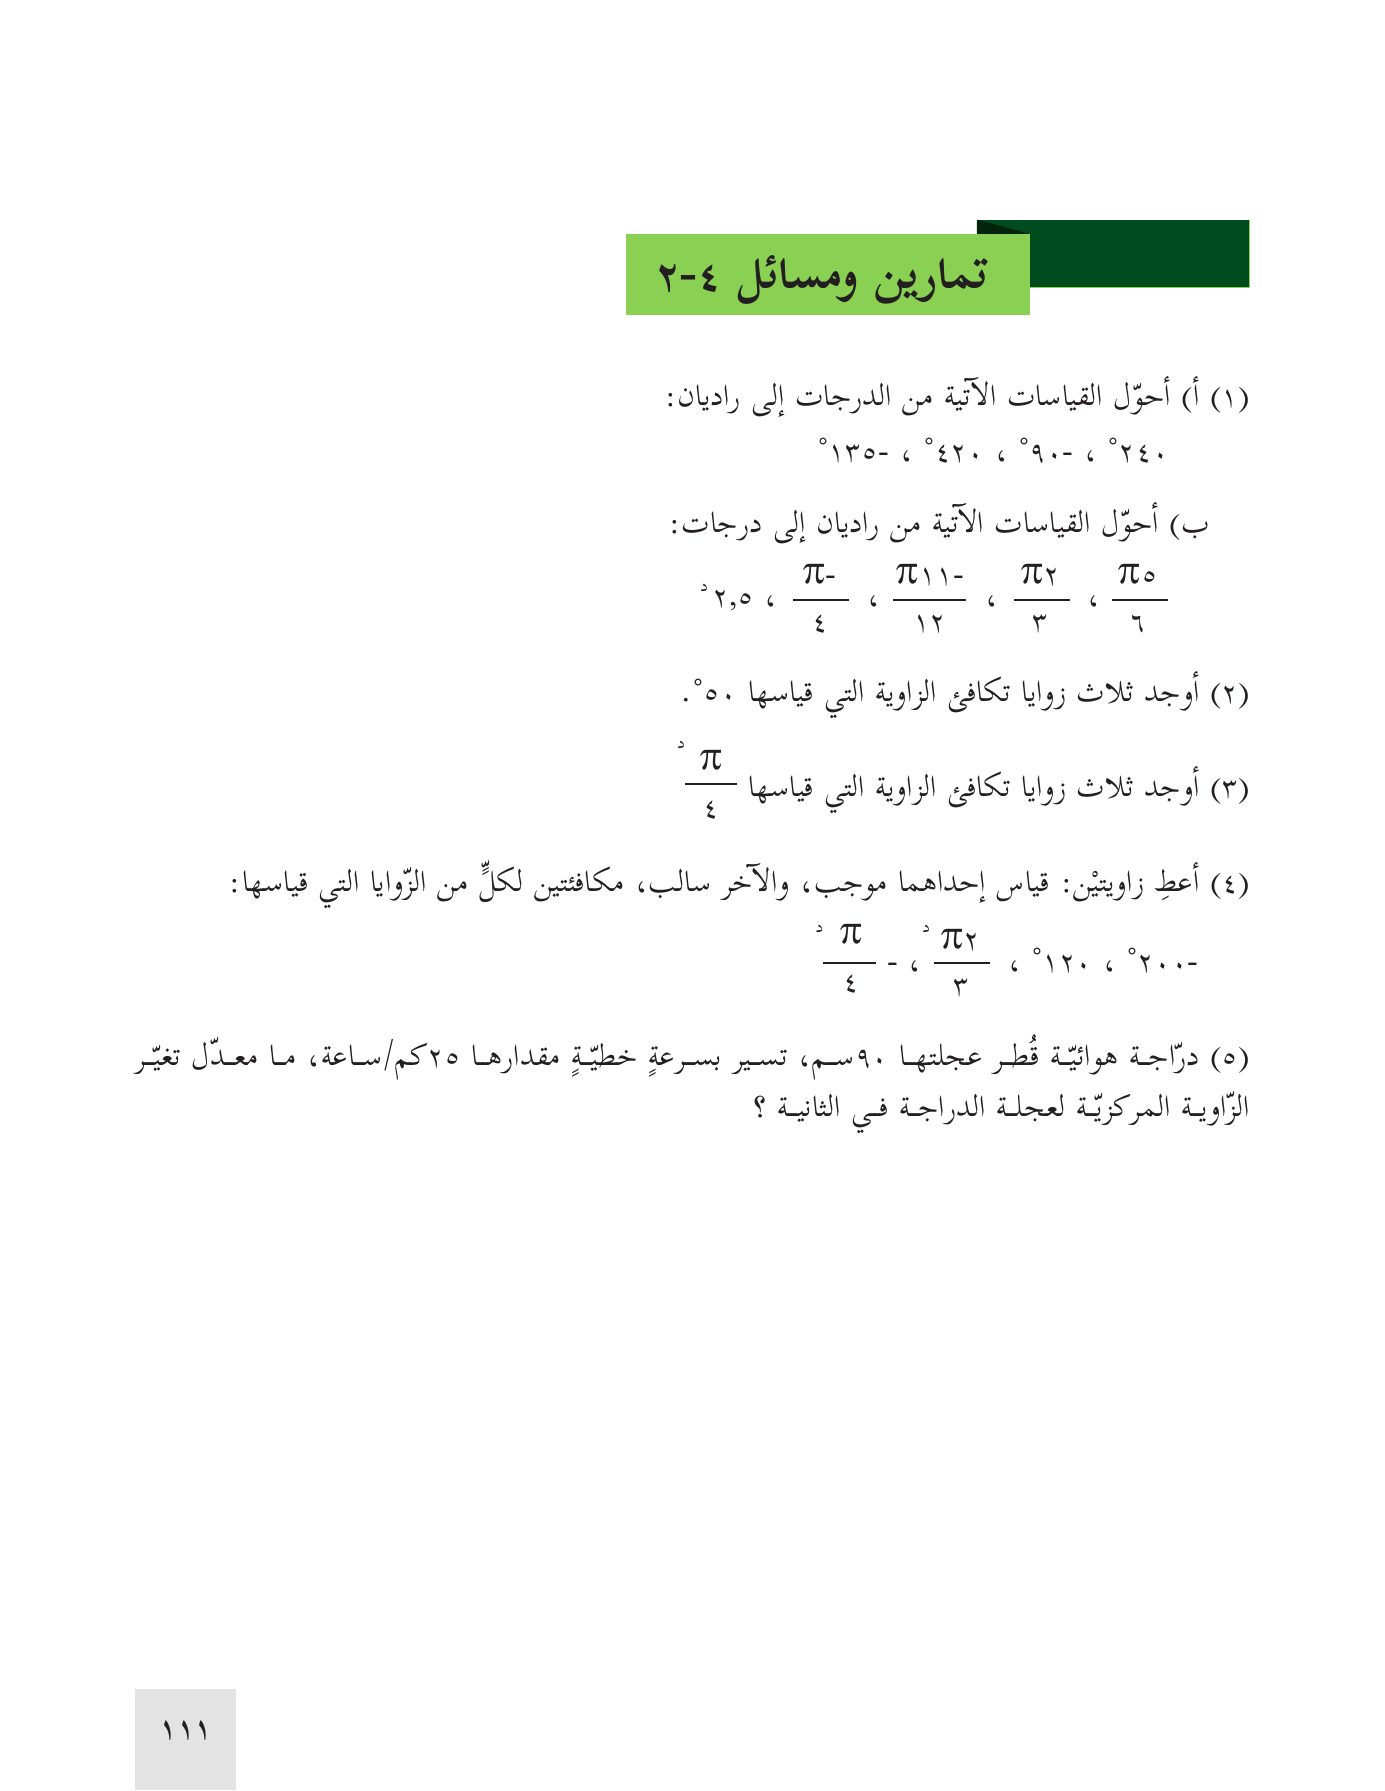 تمارين ومسائل ٤-٢
(١) أ) أحوّل القياسات الآتية من الدرجات إلى راديان:
٢٤٠° ، -٩٠° ، ٤٢٠° ، -١٣٥°
ب) أحوّل القياسات الآتية من راديان إلى درجات:
٥π/٦ ، ٢π/٣ ، -١١π/١٢ ، -π/٤ ، ٢,٥ د
(٢) أوجد ثلاث زوايا تكافئ الزاوية التي قياسها ٥٠°.
(٣) أوجد ثلاث زوايا تكافئ الزاوية التي قياسها π/٤ د
(٤) أعطِ زاويتيْن: قياس إحداهما موجب، والآخر سالب، مكافئتين لكلٍّ من الزّوايا التي قياسها:
-٢٠٠° ، ١٢٠° ، ٢π/٣ د ، - π/٤ د
(٥) درّاجة هوائيّة قُطر عجلتها ٩٠سم، تسير بسرعةٍ خطيّةٍ مقدارها ٢٥كم/ساعة، ما معدّل تغيّر
الزّاوية المركزيّة لعجلة الدراجة في الثانية ؟
١١١